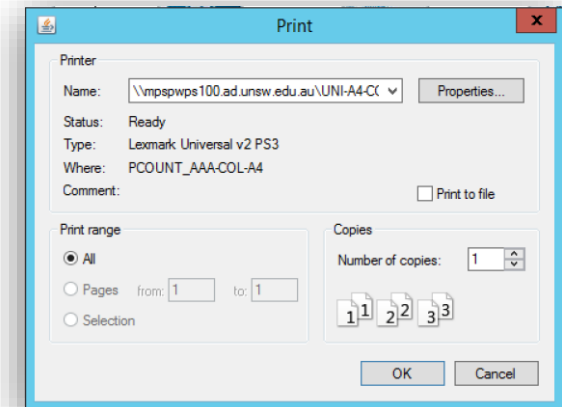 Print
x
Printer
Name: \\mpspwps100.ad.unsw.edu.au\UNI-A4-CC Properties...
Status: Ready
Type: Lexmark Universal v2 PS3
Where: PCOUNT_AAA-COL-A4
Comment: Print to file
Print range
All
Pages from: 1 to: 1
Selection
Copies
Number of copies: 1
1 1 2 2 3 3
OK Cancel